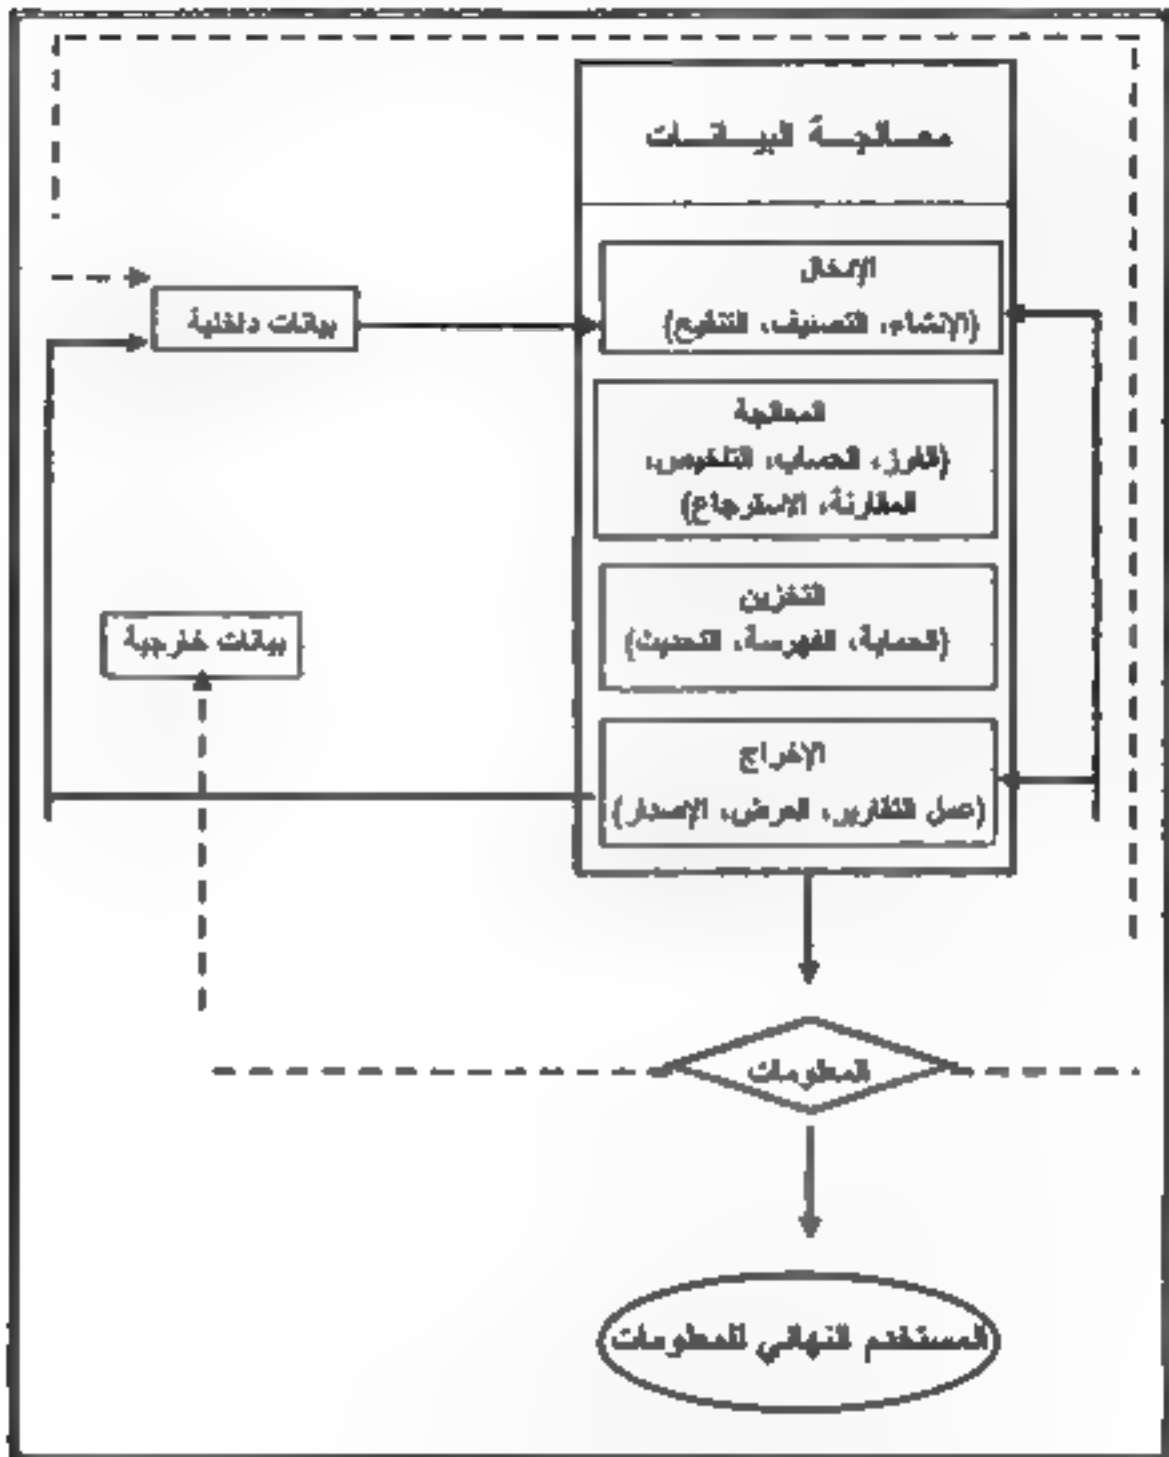 معالجة البيانات
الإدخال
(الإنشاء، التصنيف، التنقيح)
بيانات داخلية
المعالجة
(الفرز، الحساب، التلخيص،
المقارنة، الاسترجاع)
التخزين
(الحماية، الفهرسة، التحديث)
بيانات خارجية
الإخراج
(عمل التقارير، العرض، الإصدار)
المعلومات
المستخدم النهائي للمعلومات